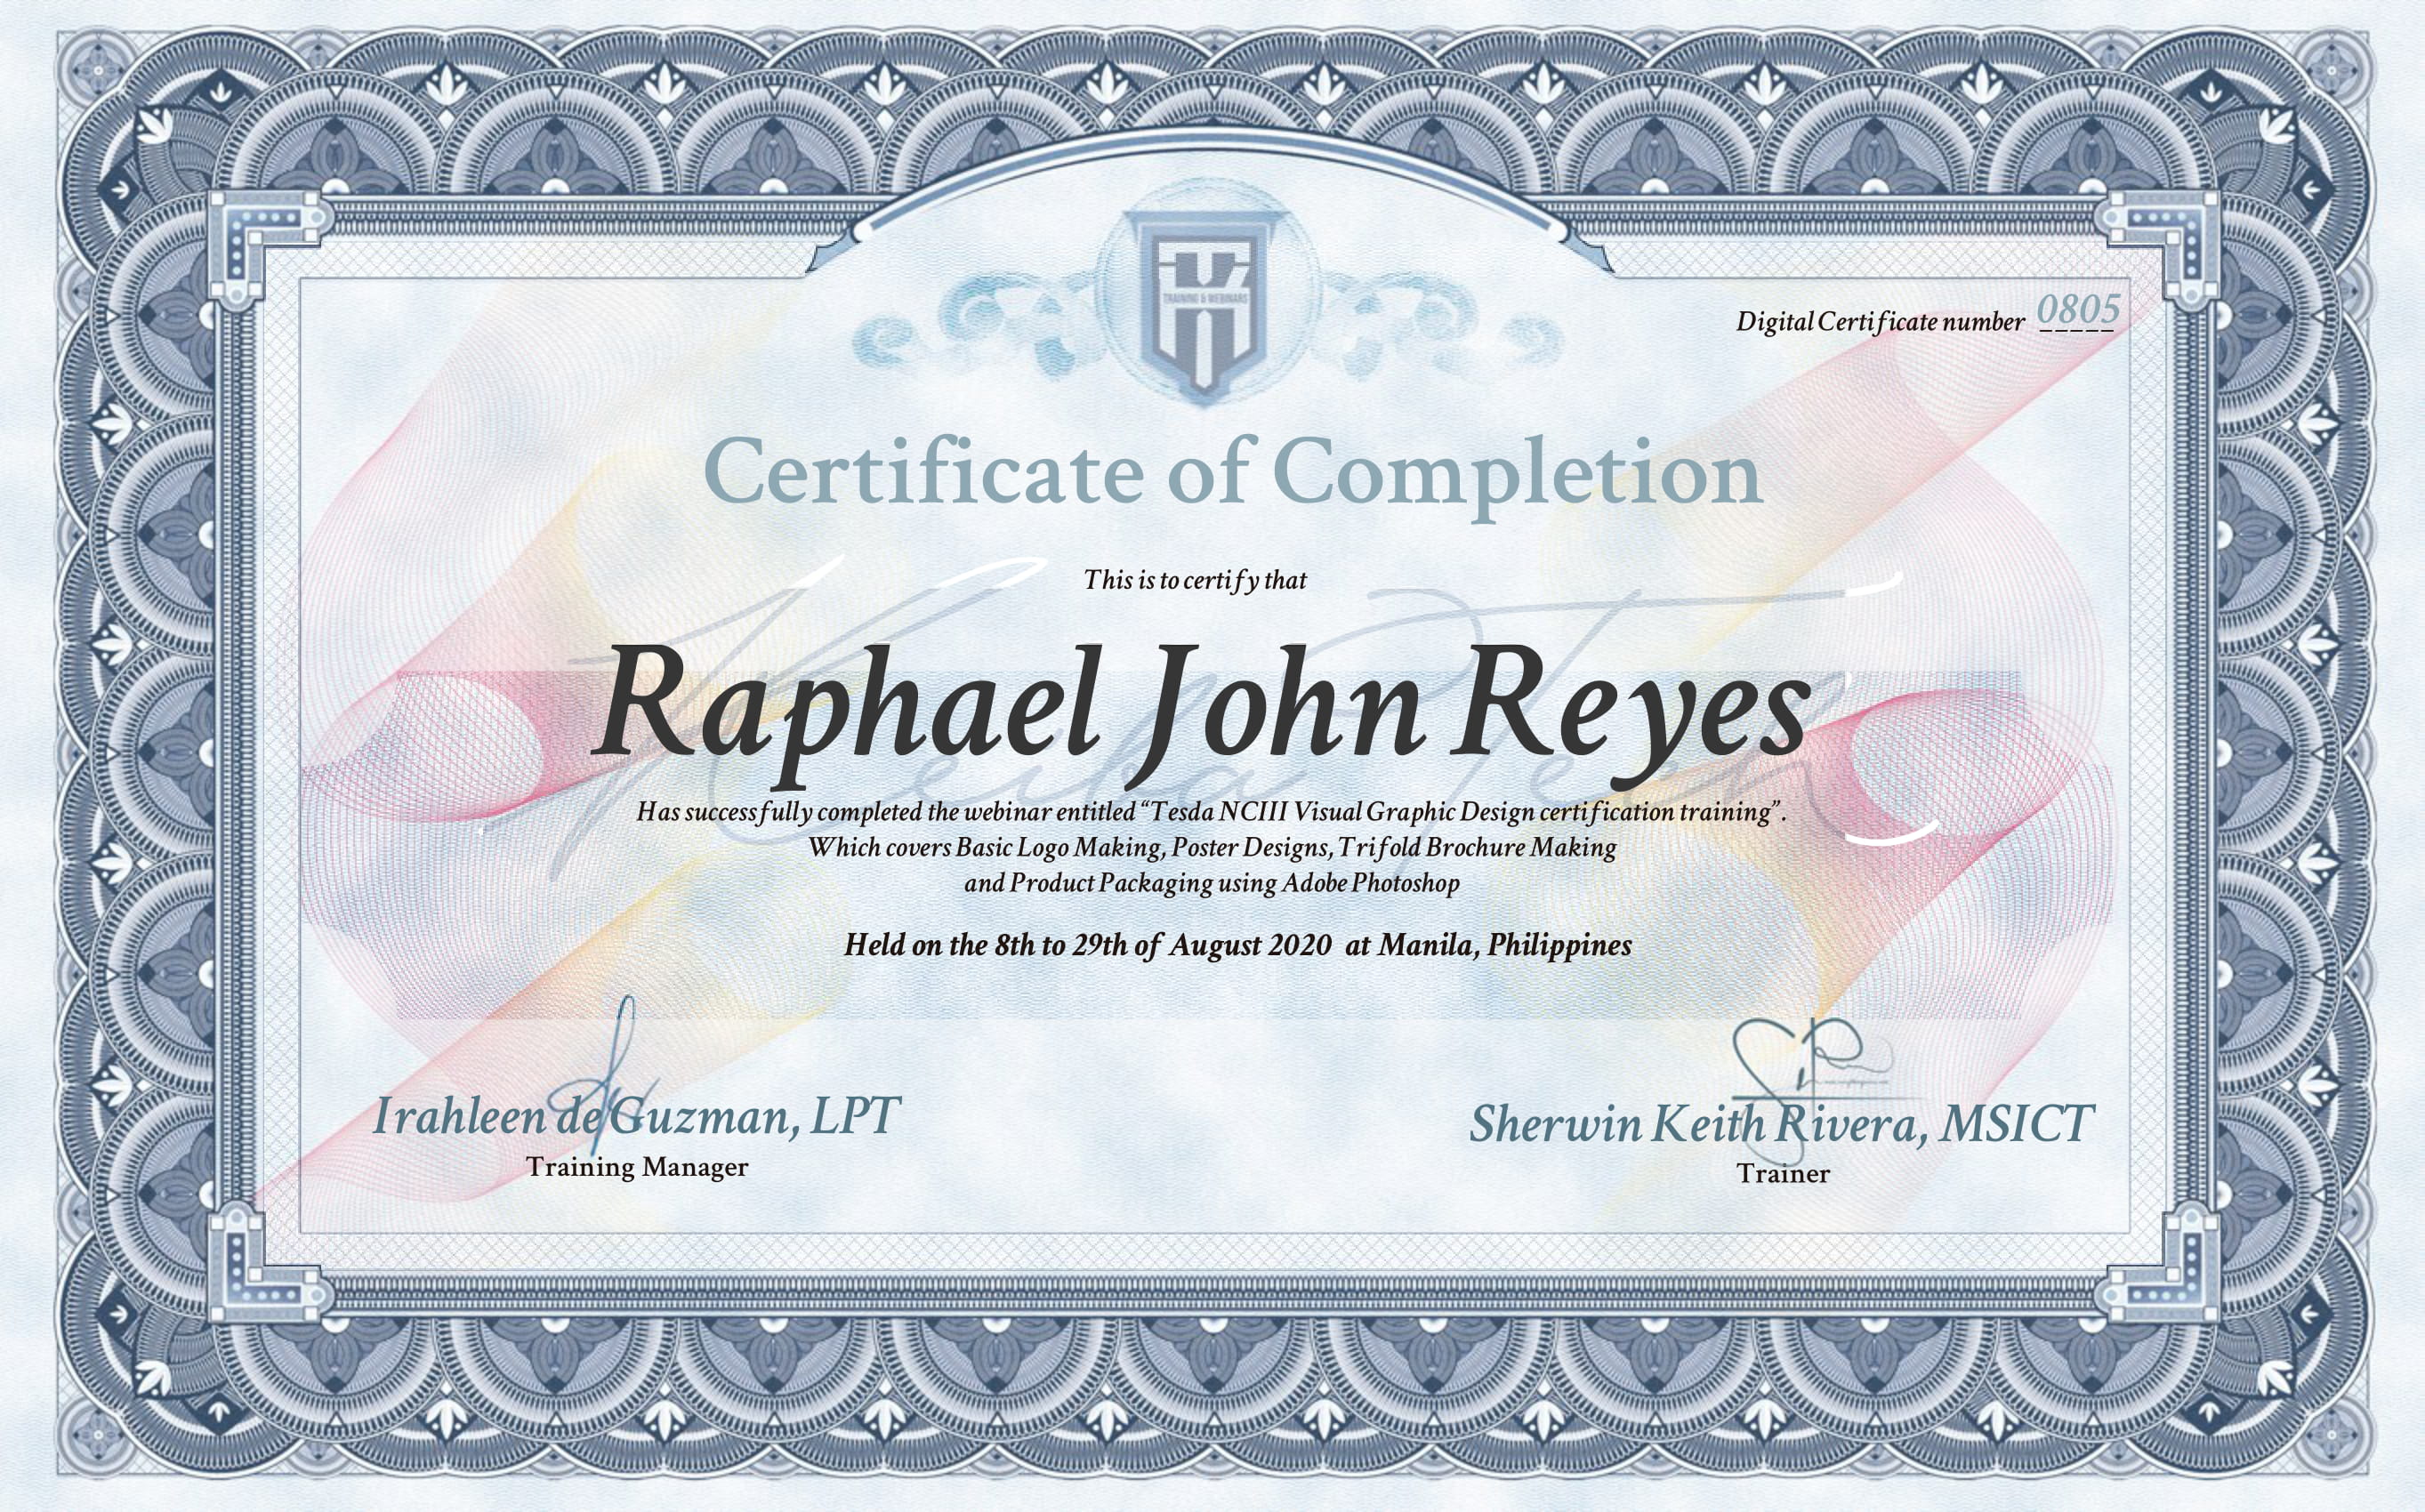 TRAINING & WEBINARS
Digital Certificate number 0805
Certificate of Completion
This is to certify that
Raphael John Reyes
Has successfully completed the webinar entitled “Tesda NCIII Visual Graphic Design certification training”.
Which covers Basic Logo Making, Poster Designs, Trifold Brochure Making
and Product Packaging using Adobe Photoshop
Held on the 8th to 29th of August 2020 at Manila, Philippines
Irahleen de Guzman, LPT
Training Manager
Sherwin Keith Rivera, MSICT
Trainer